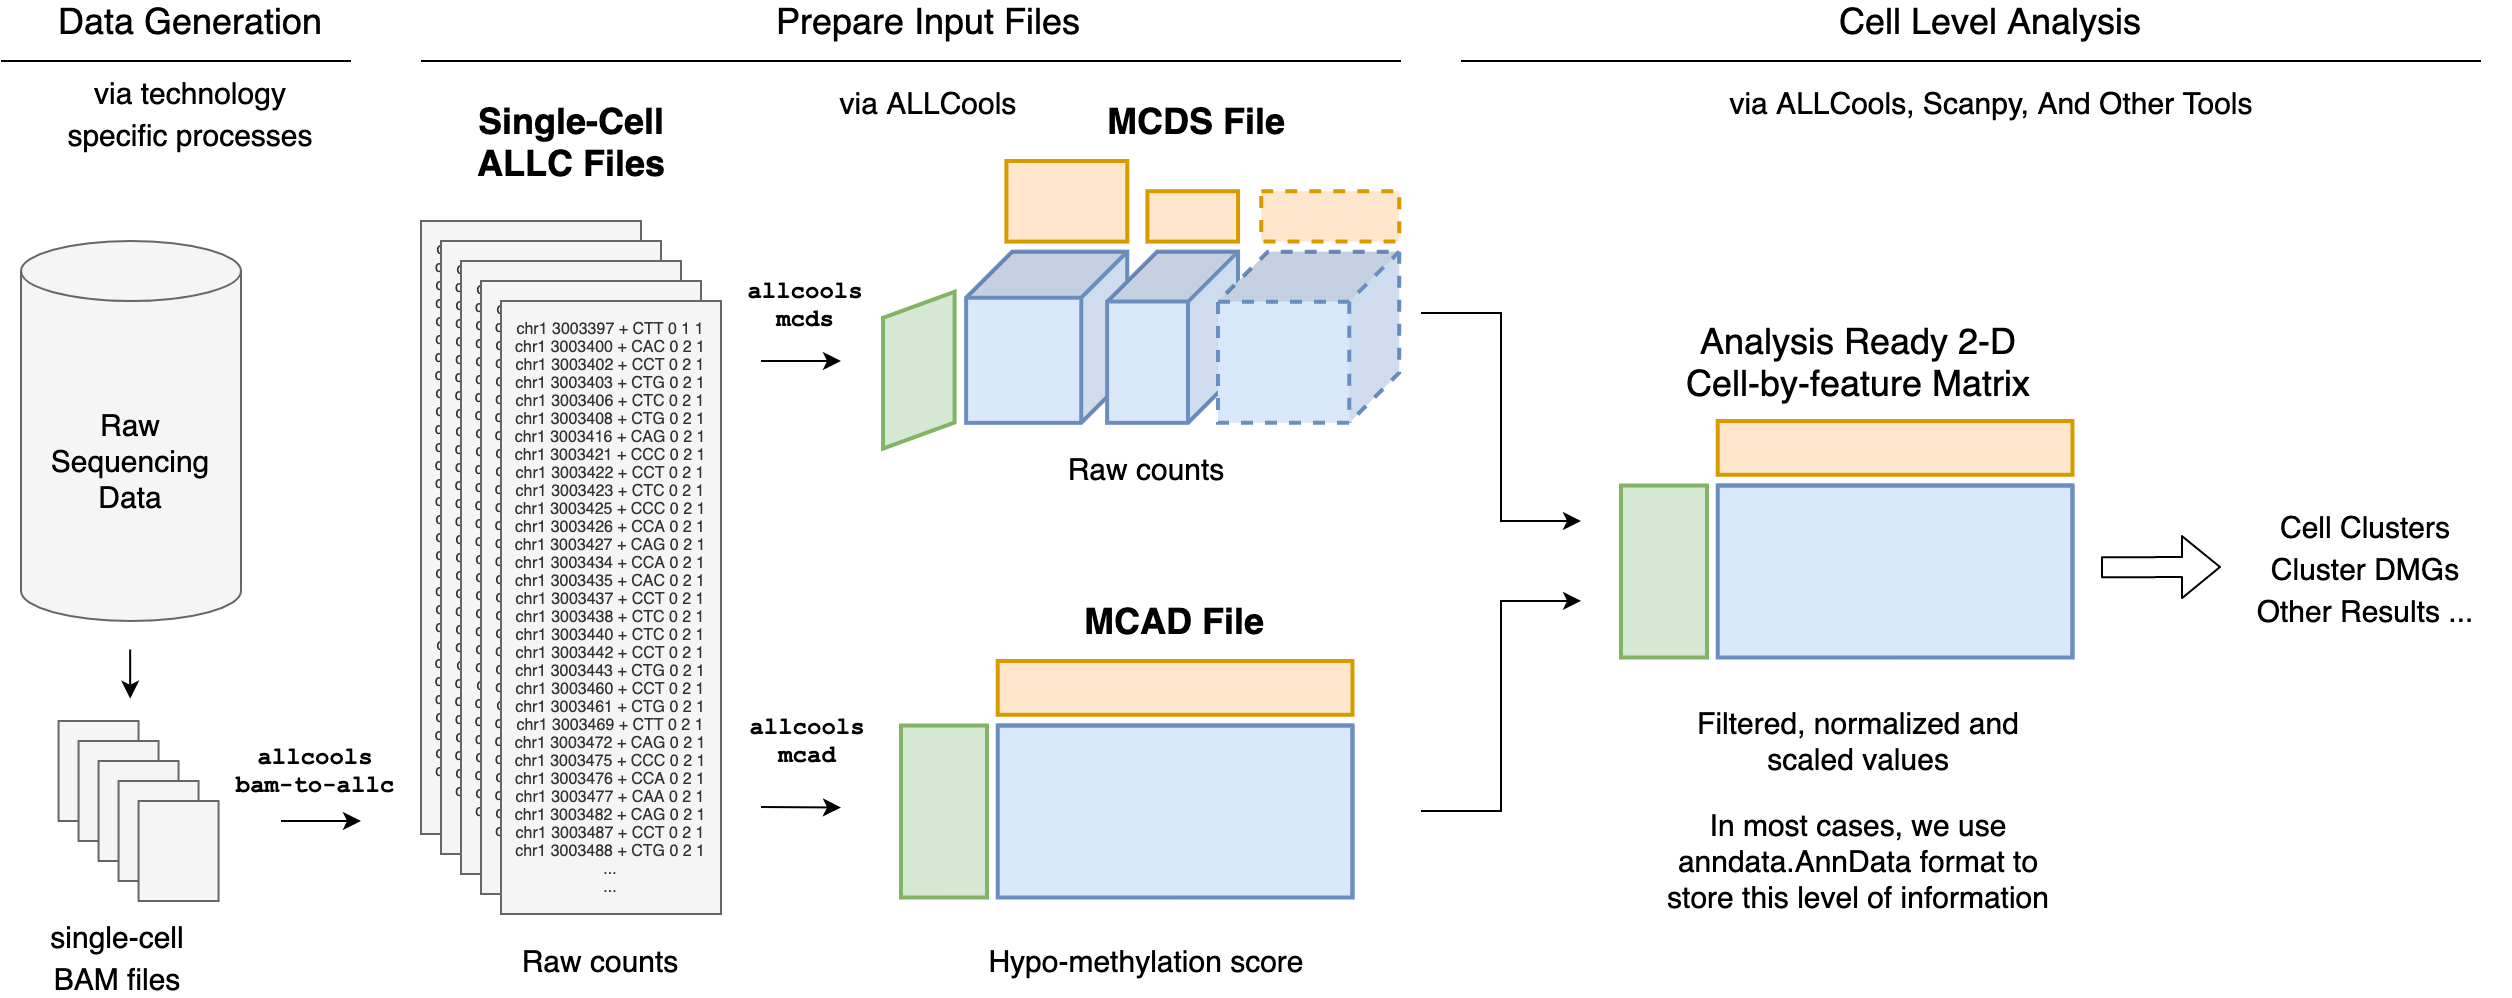 Data Generation
via technology
specific processes
Raw
Sequencing
Data
single-cell
BAM files
allcools
bam-to-allc
Prepare Input Files
via ALLCools
Single-Cell
ALLC Files
chr1 3003397 + CTT 0 1 1
chr1 3003400 + CAC 0 2 1
chr1 3003402 + CCT 0 2 1
chr1 3003403 + CTG 0 2 1
chr1 3003406 + CTC 0 2 1
chr1 3003408 + CTG 0 2 1
chr1 3003416 + CAG 0 2 1
chr1 3003421 + CCC 0 2 1
chr1 3003422 + CCT 0 2 1
chr1 3003423 + CTC 0 2 1
chr1 3003425 + CCC 0 2 1
chr1 3003426 + CCA 0 2 1
chr1 3003427 + CAG 0 2 1
chr1 3003434 + CCA 0 2 1
chr1 3003435 + CAC 0 2 1
chr1 3003437 + CCT 0 2 1
chr1 3003438 + CTC 0 2 1
chr1 3003440 + CTC 0 2 1
chr1 3003442 + CCT 0 2 1
chr1 3003443 + CTG 0 2 1
chr1 3003460 + CCT 0 2 1
chr1 3003461 + CTG 0 2 1
chr1 3003469 + CTT 0 2 1
chr1 3003472 + CAG 0 2 1
chr1 3003475 + CCC 0 2 1
chr1 3003476 + CCA 0 2 1
chr1 3003477 + CAA 0 2 1
chr1 3003482 + CAG 0 2 1
chr1 3003487 + CCT 0 2 1
chr1 3003488 + CTG 0 2 1
...
...
Raw counts
allcools
mcds
MCDS File
Raw counts
allcools
mcad
MCAD File
Hypo-methylation score
Cell Level Analysis
via ALLCools, Scanpy, And Other Tools
Analysis Ready 2-D
Cell-by-feature Matrix
Filtered, normalized and
scaled values
In most cases, we use
anndata.AnnData format to
store this level of information
Cell Clusters
Cluster DMGs
Other Results ...